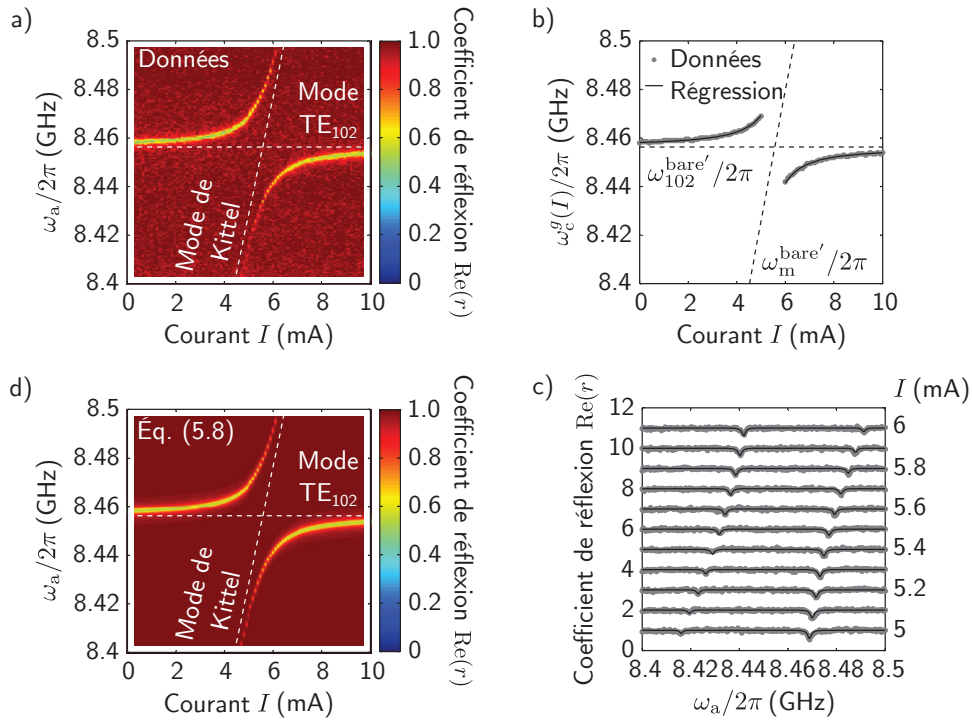 a)
8.5
8.48
8.46
8.44
8.42
8.4
ωa/2π (GHz)
Données
Mode
TE102
Mode de
Kittel
0
2
4
6
8
10
Courant I (mA)
1.0
0.8
0.6
0.4
0.2
0
Coefficient de réflexion Re(r)
b)
8.5
8.48
8.46
8.44
8.42
8.4
ωc^g(I)/2π (GHz)
Données
Régression
ω102^bare′/2π
ωm^bare′/2π
0
2
4
6
8
10
Courant I (mA)
d)
8.5
8.48
8.46
8.44
8.42
8.4
ωa/2π (GHz)
Éq. (5.8)
Mode
TE102
Mode de
Kittel
0
2
4
6
8
10
Courant I (mA)
1.0
0.8
0.6
0.4
0.2
0
Coefficient de réflexion Re(r)
c)
I (mA)
12
10
8
6
4
2
0
Coefficient de réflexion Re(r)
6
5.8
5.6
5.4
5.2
5
8.4
8.42
8.44
8.46
8.48
8.5
ωa/2π (GHz)